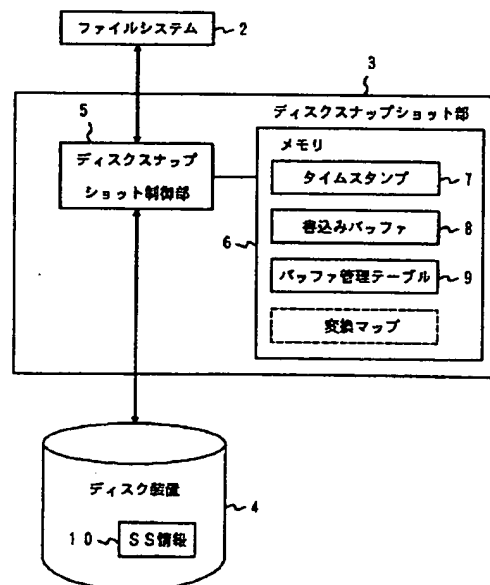 ファイルシステム
2
3
ディスクスナップショット部
5
ディスクスナップ
ショット制御部
メモリ
タイムスタンプ
7
書込みバッファ
8
6
バッファ管理テーブル
9
変換マップ
ディスク装置
4
10
SS情報